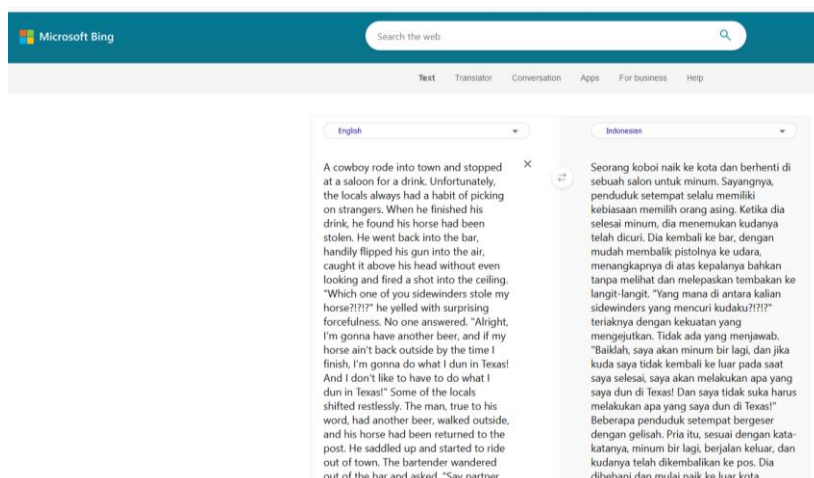 Microsoft Bing
Search the web
Text Translator Conversation Apps For business Help
English
A cowboy rode into town and stopped
at a saloon for a drink. Unfortunately,
the locals always had a habit of picking
on strangers. When he finished his
drink, he found his horse had been
stolen. He went back into the bar,
handily flipped his gun into the air,
caught it above his head without even
looking and fired a shot into the ceiling.
"Which one of you sidewinders stole my
horse?!?!?" he yelled with surprising
forcefulness. No one answered. "Alright,
I'm gonna have another beer, and if my
horse ain't back outside by the time I
finish, I'm gonna do what I dun in Texas!
And I don't like to have to do what I
dun in Texas!" Some of the locals
shifted restlessly. The man, true to his
word, had another beer, walked outside,
and his horse had been returned to the
post. He saddled up and started to ride
out of town. The bartender wandered
out of the bar and asked, "Say partner
Indonesian
Seorang koboi naik ke kota dan berhenti di
sebuah salon untuk minum. Sayangnya,
penduduk setempat selalu memiliki
kebiasaan memilih orang asing. Ketika dia
selesai minum, dia menemukan kudanya
telah dicuri. Dia kembali ke bar, dengan
mudah membalik pistolnya ke udara,
menangkapnya di atas kepalanya bahkan
tanpa melihat dan melepaskan tembakan ke
langit-langit. "Yang mana di antara kalian
sidewinders yang mencuri kudaku?!?!?"
teriaknya dengan kekuatan yang
mengejutkan. Tidak ada yang menjawab.
"Baiklah, saya akan minum bir lagi, dan jika
kuda saya tidak kembali ke luar pada saat
saya selesai, saya akan melakukan apa yang
saya dun di Texas! Dan saya tidak suka harus
melakukan apa yang saya dun di Texas!"
Beberapa penduduk setempat bergeser
dengan gelisah. Pria itu, sesuai dengan kata-
katanya, minum bir lagi, berjalan keluar, dan
kudanya telah dikembalikan ke pos. Dia
dibebani dan mulai naik ke luar kota